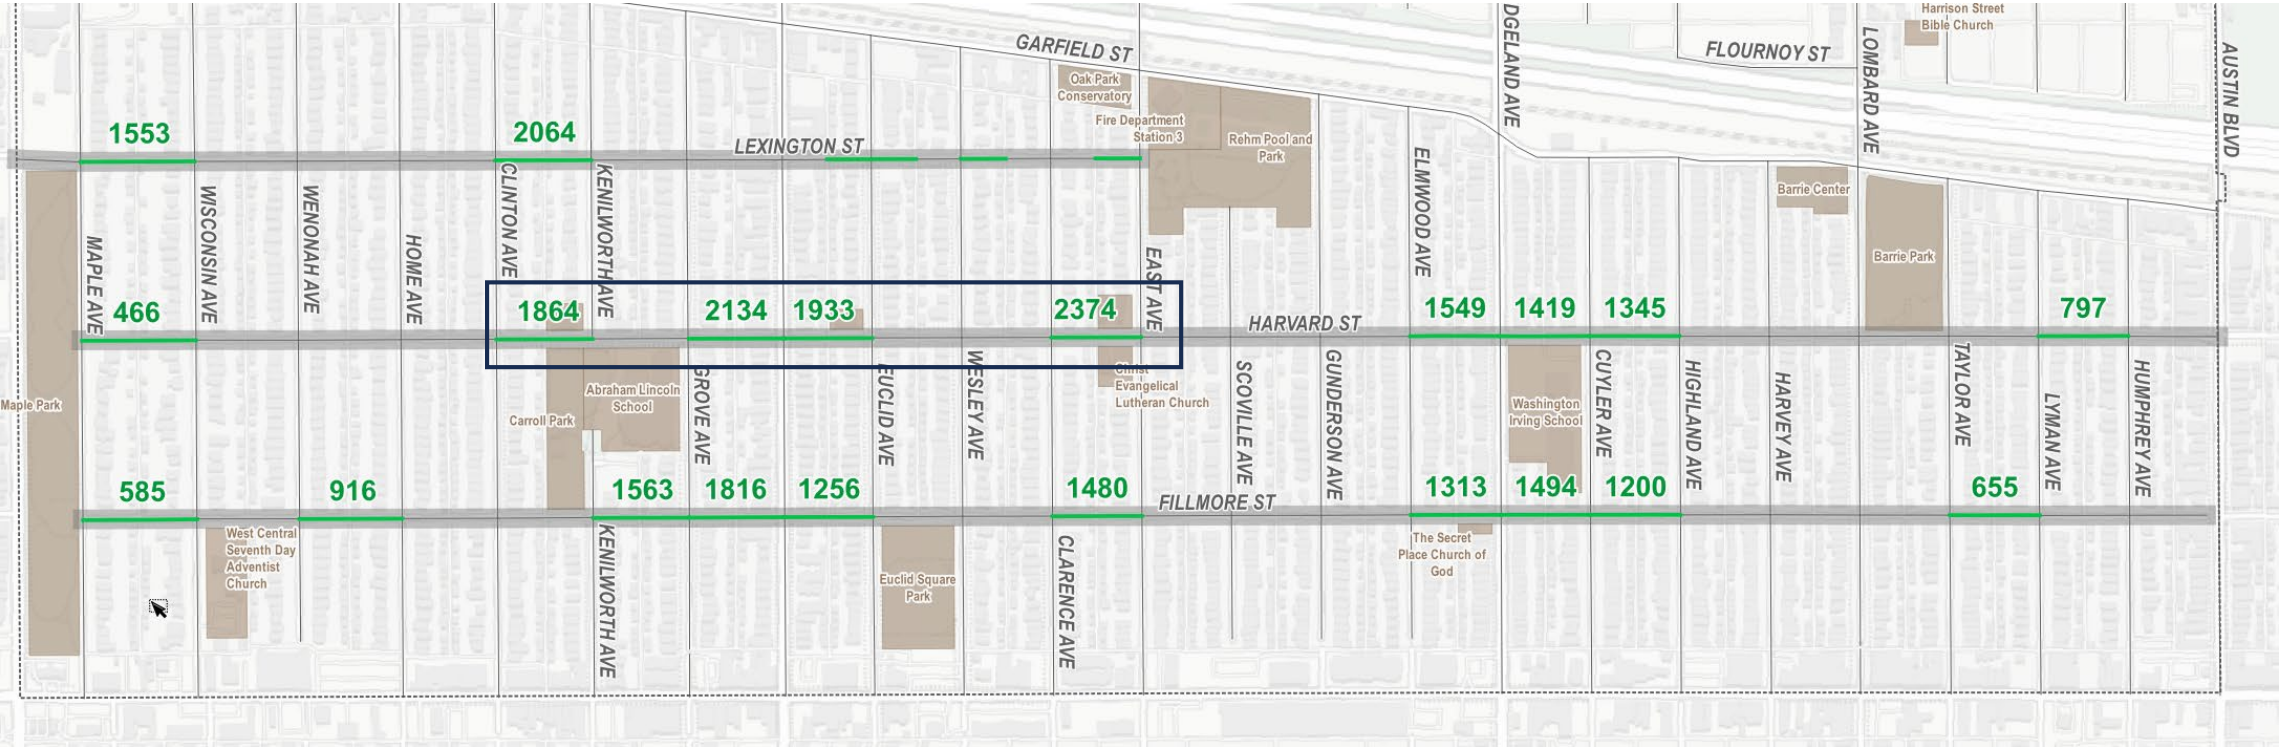 Harrison Street
Bible Church
GARFIELD ST
FLOURNOY ST
DGELAND AVE
LOMBARD AVE
AUSTIN BLVD
Oak Park
Conservatory
Fire Department
Station 3
Rehm Pool and
Park
1553
2064
LEXINGTON ST
CLINTON AVE
KENILWORTH AVE
ELMWOOD AVE
Barrie Center
WISCONSIN AVE
WENONAH AVE
HOME AVE
MAPLE AVE
EAST AVE
Barrie Park
466
1864
2134
1933
2374
HARVARD ST
1549
1419
1345
797
Maple Park
Carroll Park
Abraham Lincoln
School
GROVE AVE
EUCLID AVE
WESLEY AVE
Christ
Evangelical
Lutheran Church
SCOVILLE AVE
GUNDERSON AVE
Washington
Irving School
CUYLER AVE
HIGHLAND AVE
HARVEY AVE
TAYLOR AVE
LYMAN AVE
HUMPHREY AVE
585
916
1563
1816
1256
1480
FILLMORE ST
1313
1494
1200
655
West Central
Seventh Day
Adventist
Church
KENILWORTH AVE
Euclid Square
Park
CLARENCE AVE
The Secret
Place Church of
God